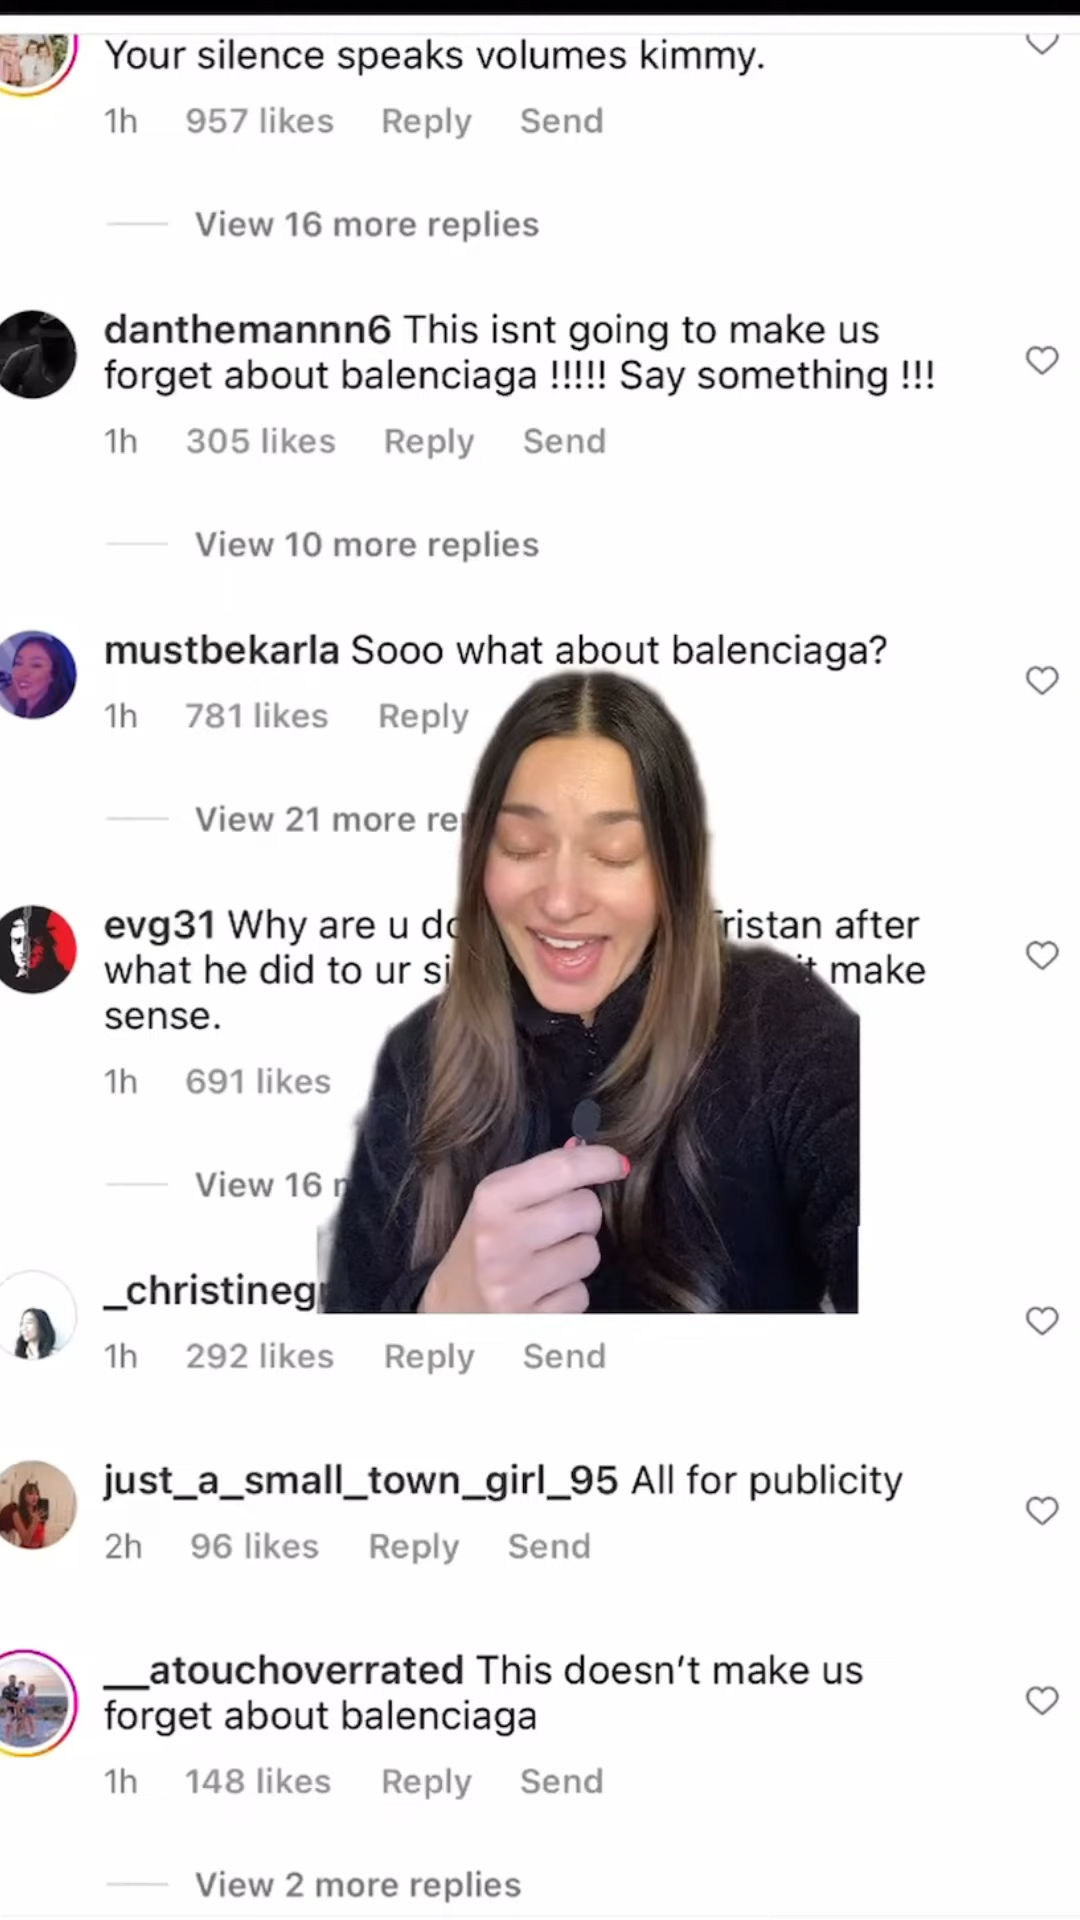 Your silence speaks volumes kimmy.
1h 957 likes Reply Send
View 16 more replies
danthemannn6 This isnt going to make us
forget about balenciaga !!!!! Say something !!!
1h 305 likes Reply Send
View 10 more replies
mustbekarla Sooo what about balenciaga?
1h 781 likes Reply
View 21 more
evg31 Why are u after
what he did to ur make
sense.
1h 691 likes
View 16
1h 292 likes Reply Send
just_a_small_town_girl_95 All for publicity
2h 96 likes Reply Send
__atouchoverrated This doesn't make us
forget about balenciaga
1h 148 likes Reply Send
View 2 more replies